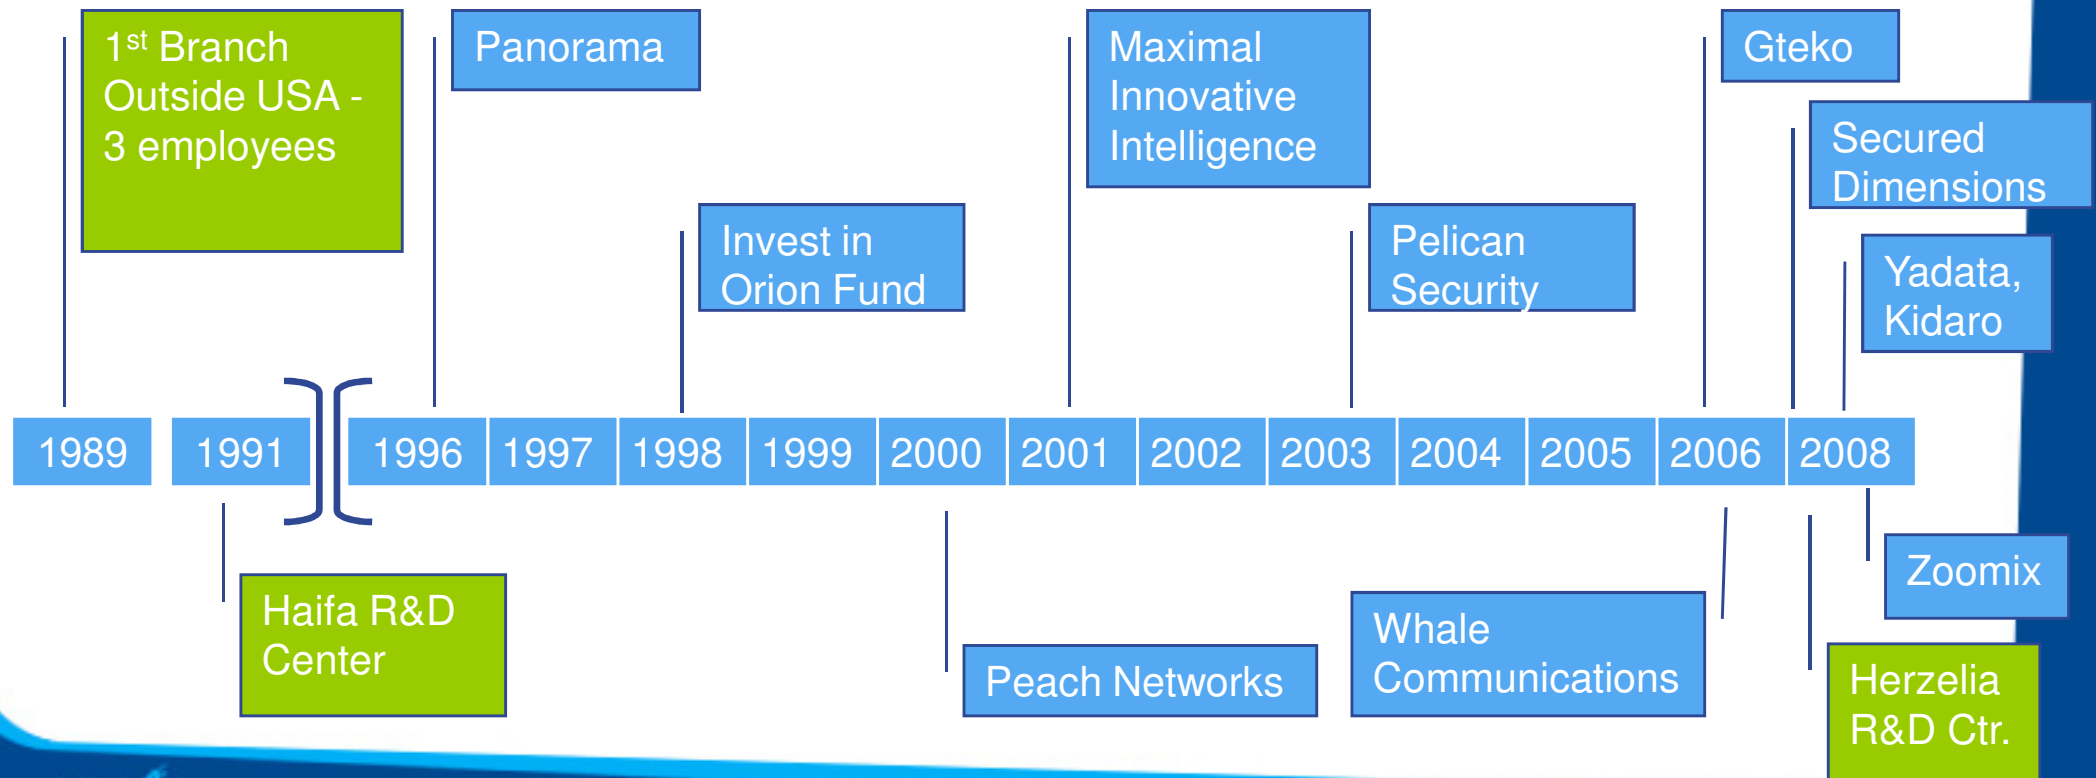 1st Branch
Outside USA -
3 employees
Panorama
Invest in
Orion Fund
Maximal
Innovative
Intelligence
Pelican
Security
Gteko
Secured
Dimensions
Yadata,
Kidaro
1989 1991 1996 1997 1998 1999 2000 2001 2002 2003 2004 2005 2006 2008
Haifa R&D
Center
Peach Networks
Whale
Communications
Zoomix
Herzelia
R&D Ctr.